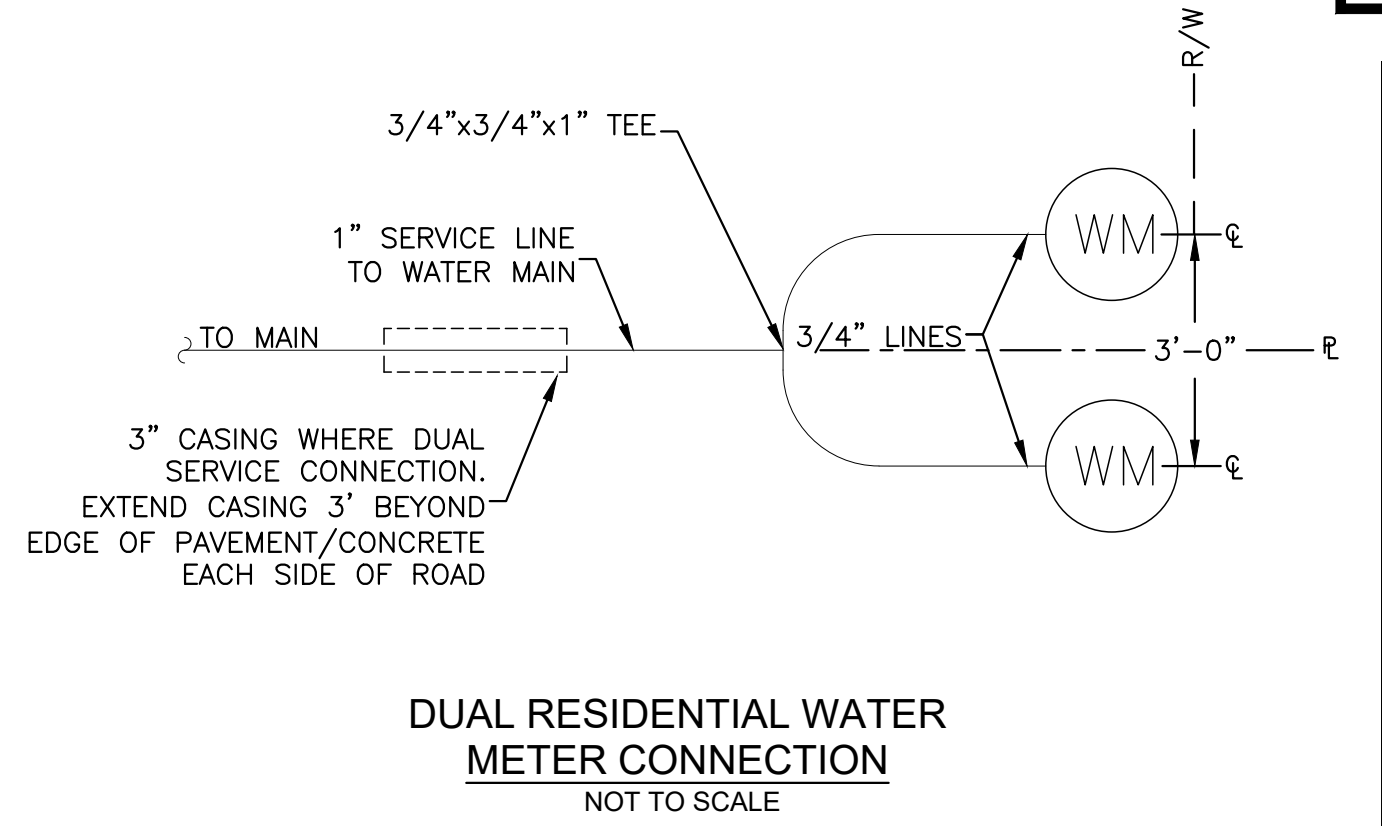 R/W
3/4”x3/4”x1” TEE
1” SERVICE LINE
TO WATER MAIN
WM
℄
TO MAIN
3/4” LINES
3’-0”
⅊
3” CASING WHERE DUAL
SERVICE CONNECTION.
EXTEND CASING 3’ BEYOND
EDGE OF PAVEMENT/CONCRETE
EACH SIDE OF ROAD
WM
℄
DUAL RESIDENTIAL WATER
METER CONNECTION
NOT TO SCALE